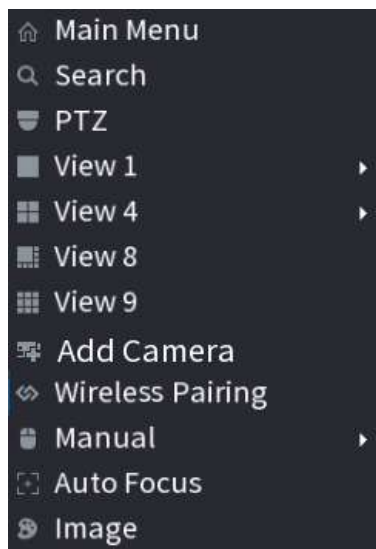 Main Menu
Search
PTZ
View 1
View 4
View 8
View 9
Add Camera
Wireless Pairing
Manual
Auto Focus
Image